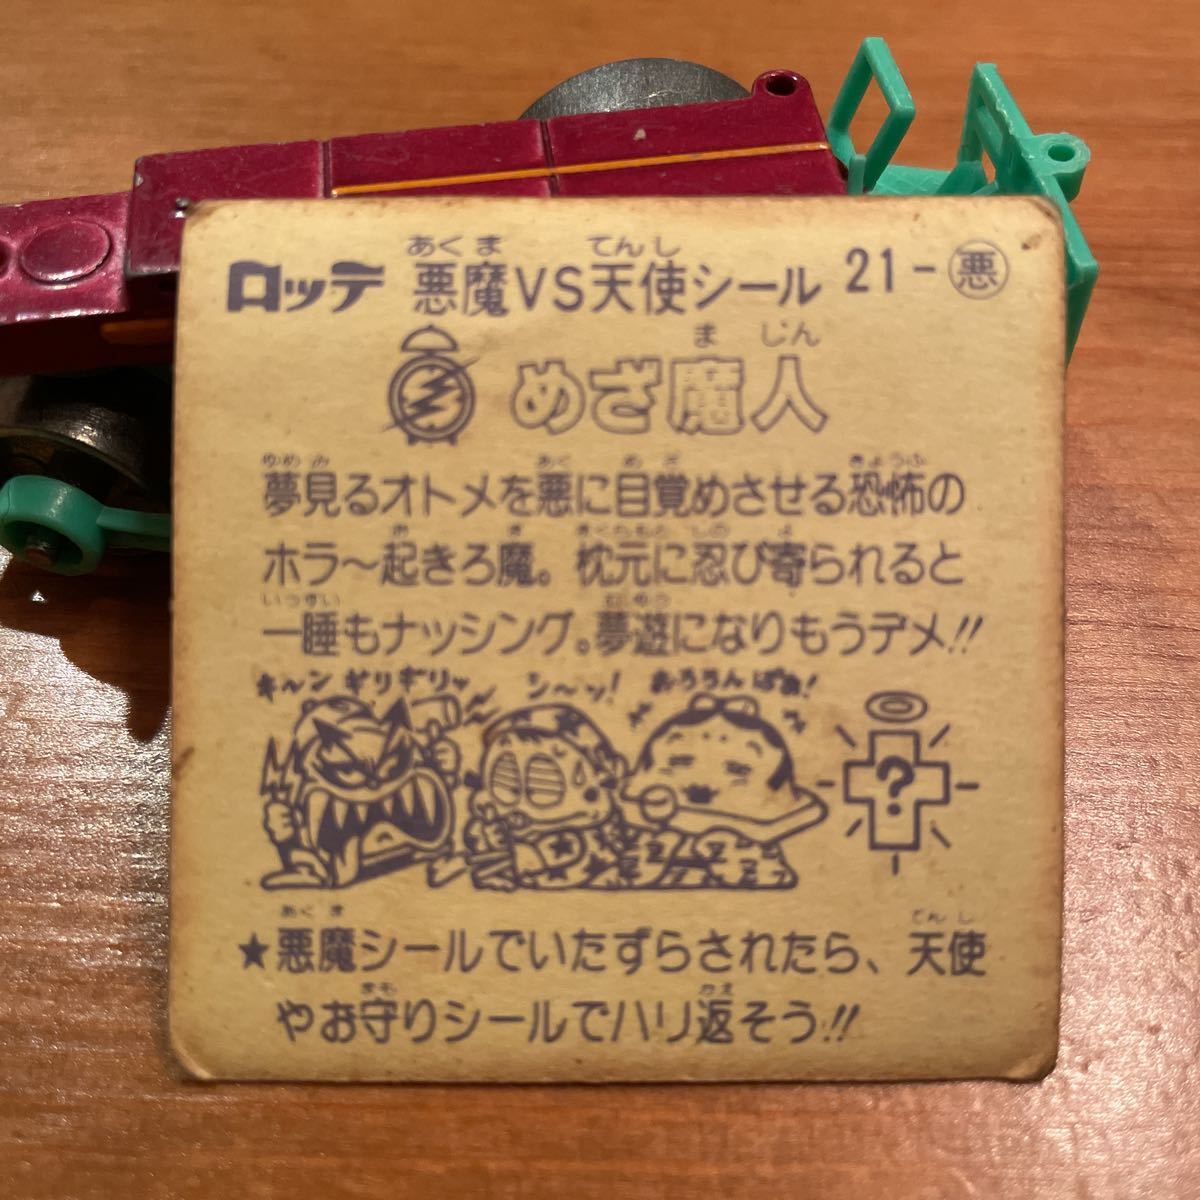 ロッテ 悪魔VS天使シール 21-悪
あくま てんし
めざ魔人
まじん
夢見るオトメを悪に目覚めさせる恐怖の
ゆめみ あく めざ きょうふ
ホラ〜起きろ魔。枕元に忍び寄られると
お ま まくらもと しの よ
一睡もナッシング。夢遊になりもうデメ!!
いっすい むゆう
キーン ギリギリッ シ〜ッ! おろろんばぁ!
?
★悪魔シールでいたずらされたら、天使
あくま てんし
やお守りシールでハリ返そう!!
まも かえ